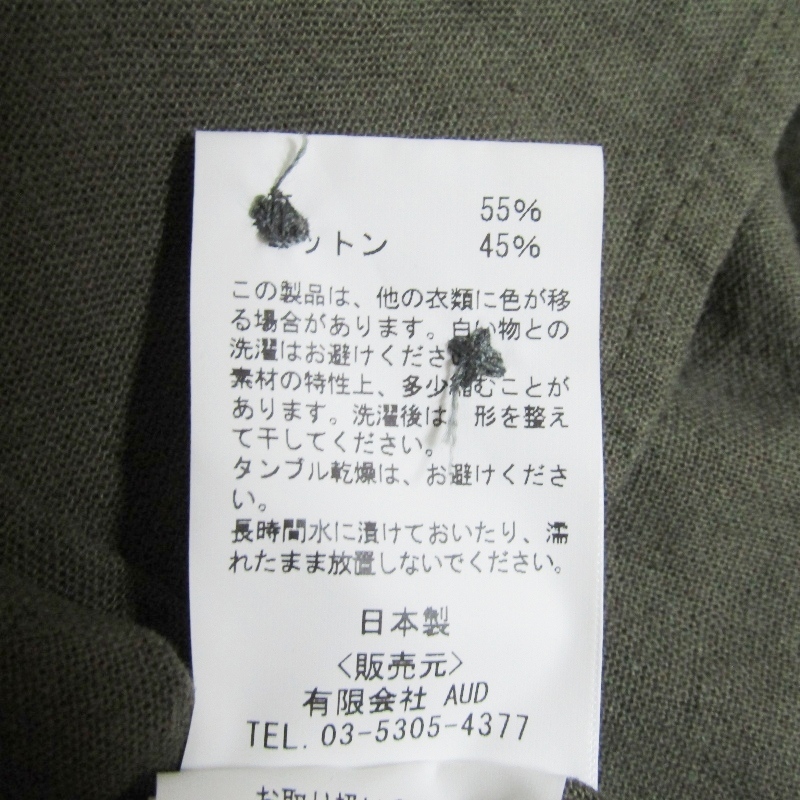 55%
ットン 45%
この製品は、他の衣類に色が移
る場合があります。白い物との
洗濯はお避けくださ
素材の特性上、多少縮むことが
あります。洗濯後は、形を整え
て干してください。
タンブル乾燥は、お避けくださ
い。
長時間水に漬けておいたり、濡
れたまま放置しないでください。
日本製
<販売元>
有限会社 AUD
TEL. 03-5305-4377